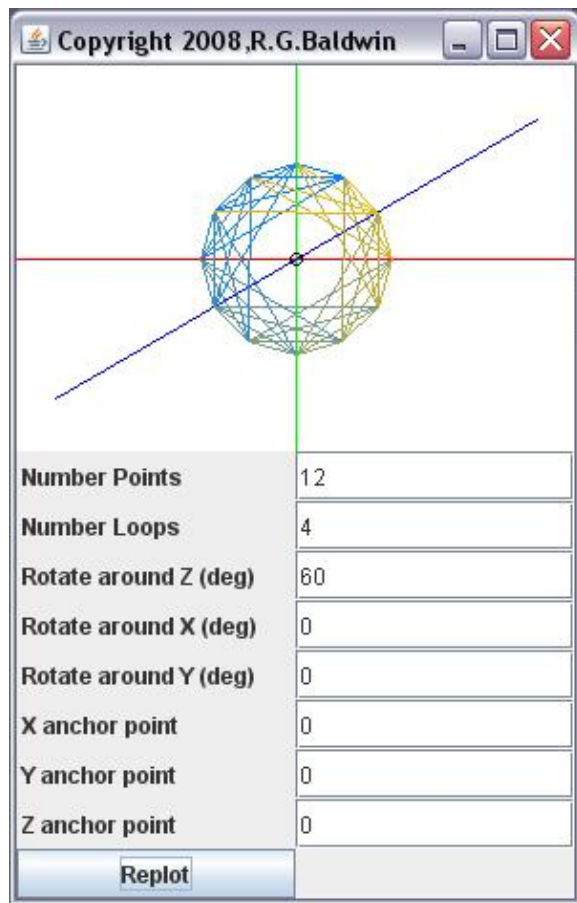 Copyright 2008,R.G.Baldwin
Number Points 12
Number Loops 4
Rotate around Z (deg) 60
Rotate around X (deg) 0
Rotate around Y (deg) 0
X anchor point 0
Y anchor point 0
Z anchor point 0
Replot